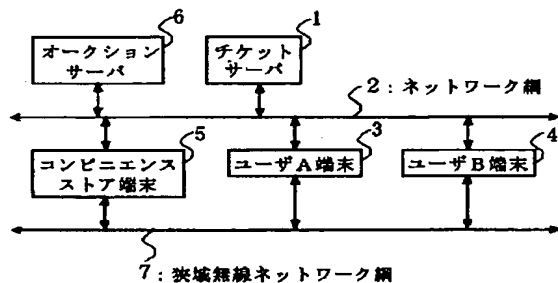 6
オークション
サーバ
1
チケット
サーバ
2:ネットワーク網
5
コンビニエンス
ストア端末
3
ユーザA端末
4
ユーザB端末
7:狭域無線ネットワーク網